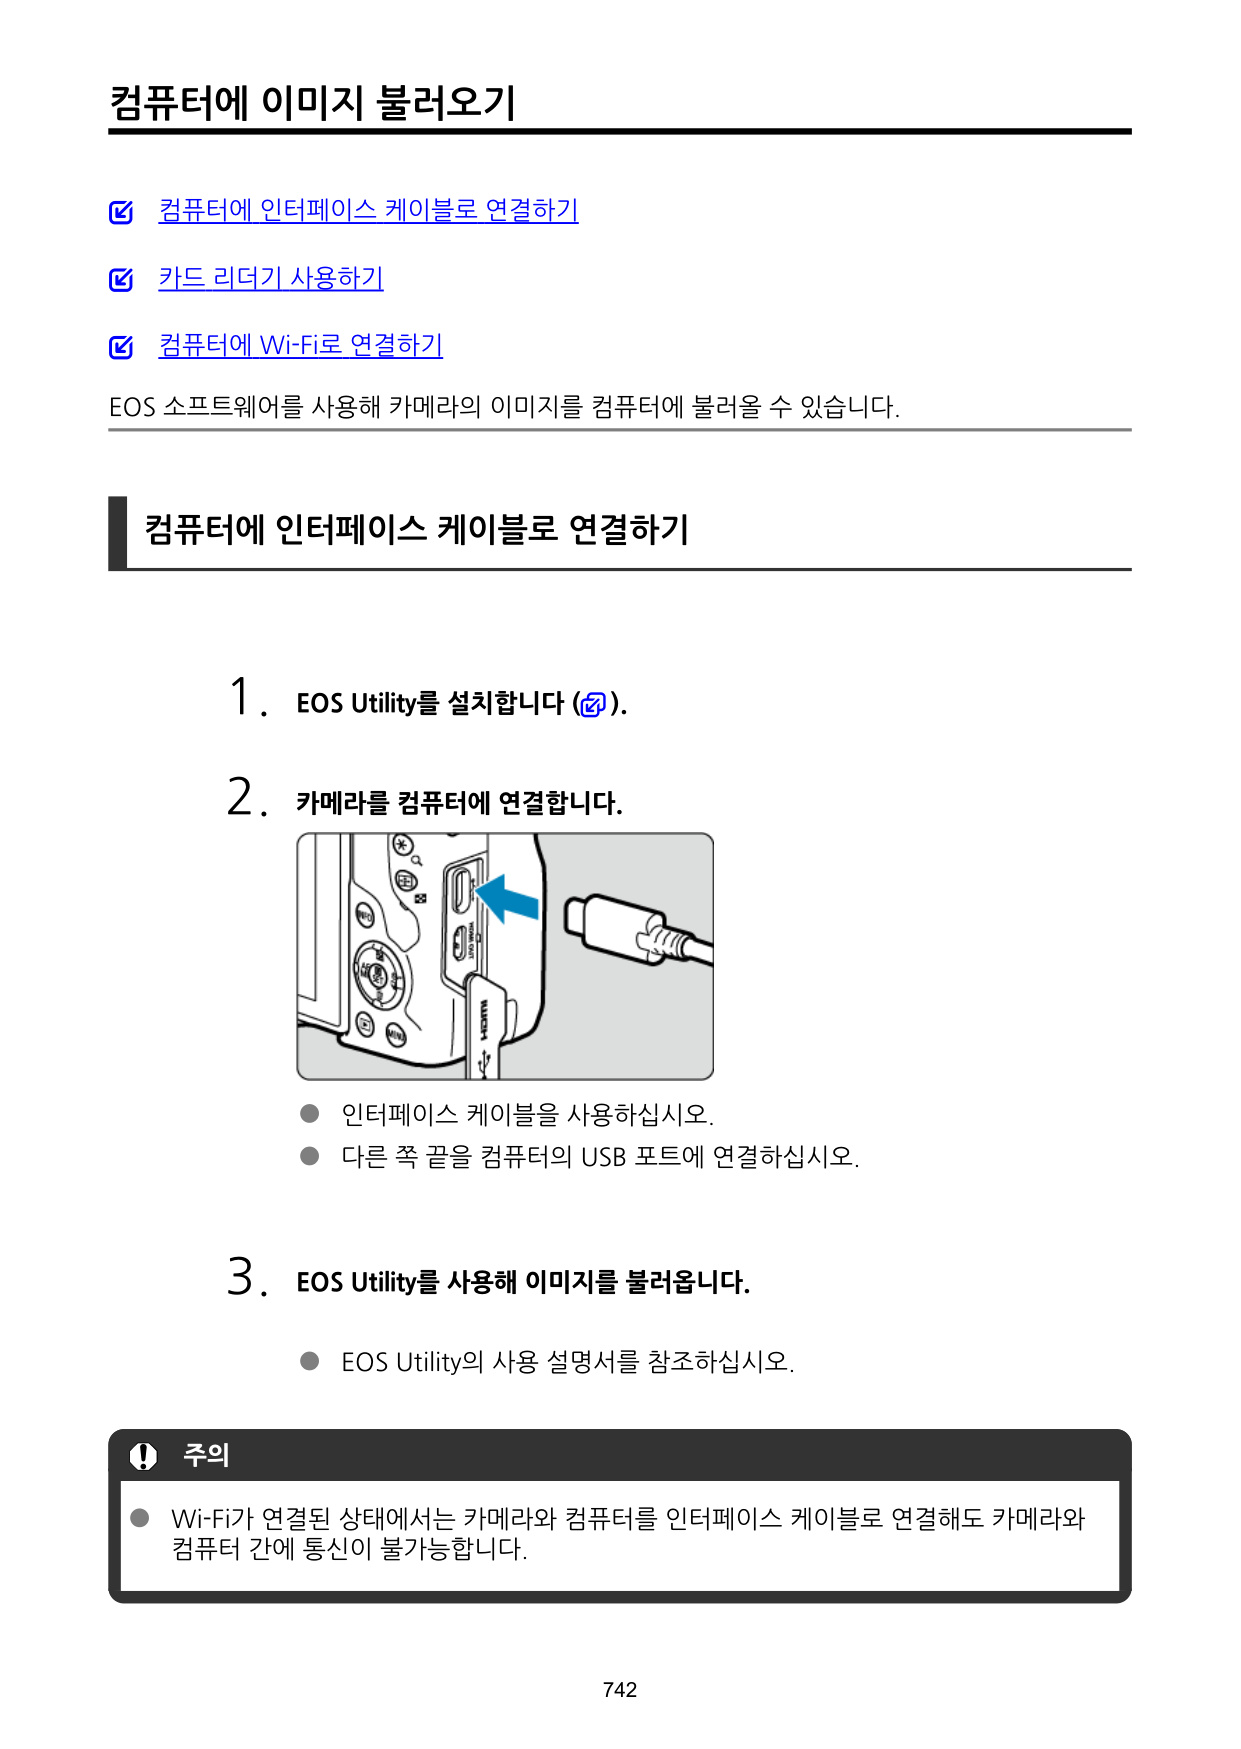 컴퓨터에 이미지 불러오기
컴퓨터에 인터페이스 케이블로 연결하기
카드 리더기 사용하기
컴퓨터에 Wi-Fi로 연결하기
EOS 소프트웨어를 사용해 카메라의 이미지를 컴퓨터에 불러올 수 있습니다.
컴퓨터에 인터페이스 케이블로 연결하기
1. EOS Utility를 설치합니다 ( ).
2. 카메라를 컴퓨터에 연결합니다.
INFO
HDMI OUT
SET
MENU
HDMI
● 인터페이스 케이블을 사용하십시오.
● 다른 쪽 끝을 컴퓨터의 USB 포트에 연결하십시오.
3. EOS Utility를 사용해 이미지를 불러옵니다.
● EOS Utility의 사용 설명서를 참조하십시오.
주의
● Wi-Fi가 연결된 상태에서는 카메라와 컴퓨터를 인터페이스 케이블로 연결해도 카메라와
컴퓨터 간에 통신이 불가능합니다.
742